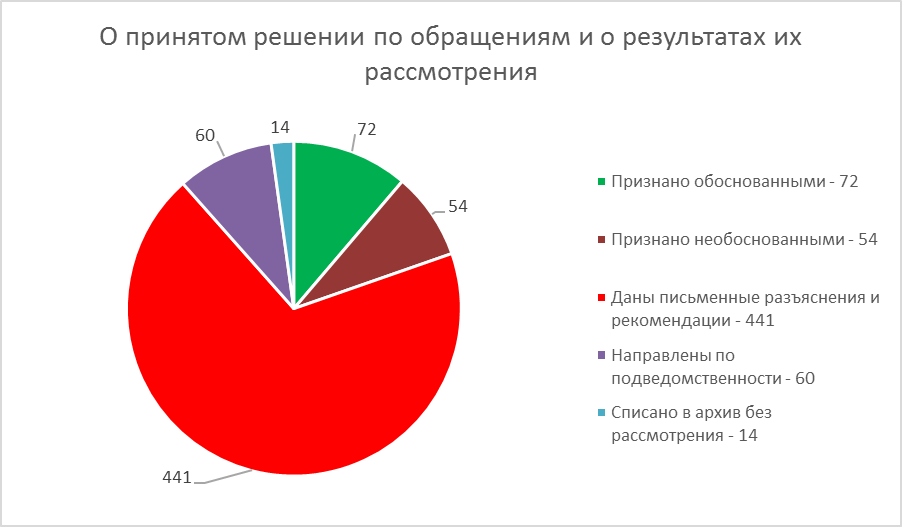 О принятом решении по обращениям и о результатах их
рассмотрения
14
72
60
54
441
Признано обоснованными - 72
Признано необоснованными - 54
Даны письменные разъяснения и
рекомендации - 441
Направлены по
подведомственности - 60
Списано в архив без
рассмотрения - 14